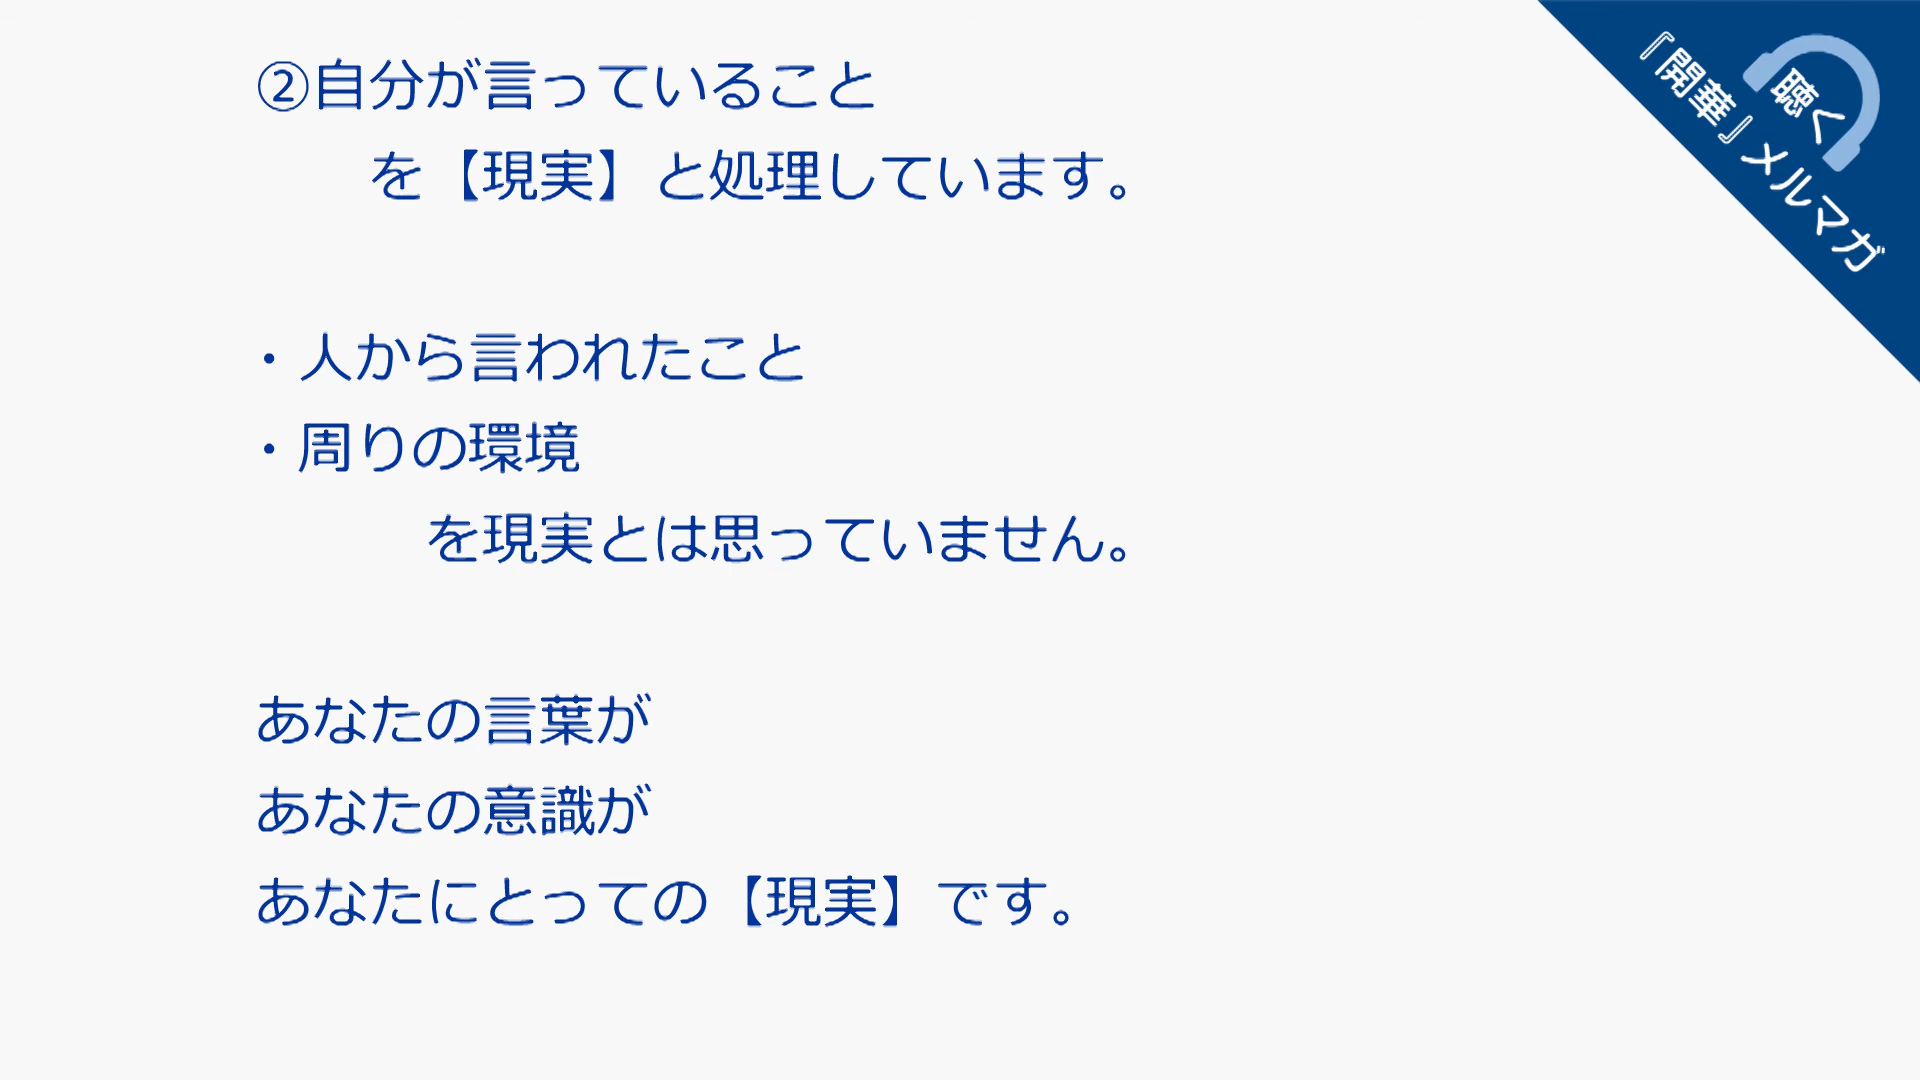 ②自分が言っていること
を【現実】と処理しています。
・人から言われたこと
・周りの環境
を現実とは思っていません。
あなたの言葉が
あなたの意識が
あなたにとっての【現実】です。
聴く
『開華』メルマガ